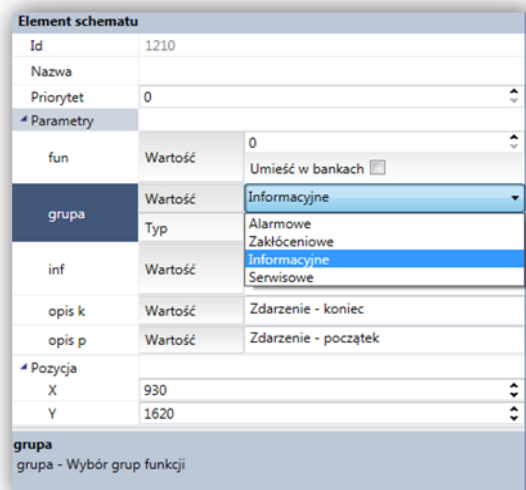 Element schematu
Id 1210
Nazwa
Priorytet 0
Parametry
fun Wartość 0
Umieść w bankach
grupa Wartość Informacyjne
Typ
Alarmowe
Zakłóceniowe
Informacyjne
Serwisowe
inf Wartość
opis k Wartość Zdarzenie - koniec
opis p Wartość Zdarzenie - początek
Pozycja
X 930
Y 1620
grupa
grupa - Wybór grup funkcji